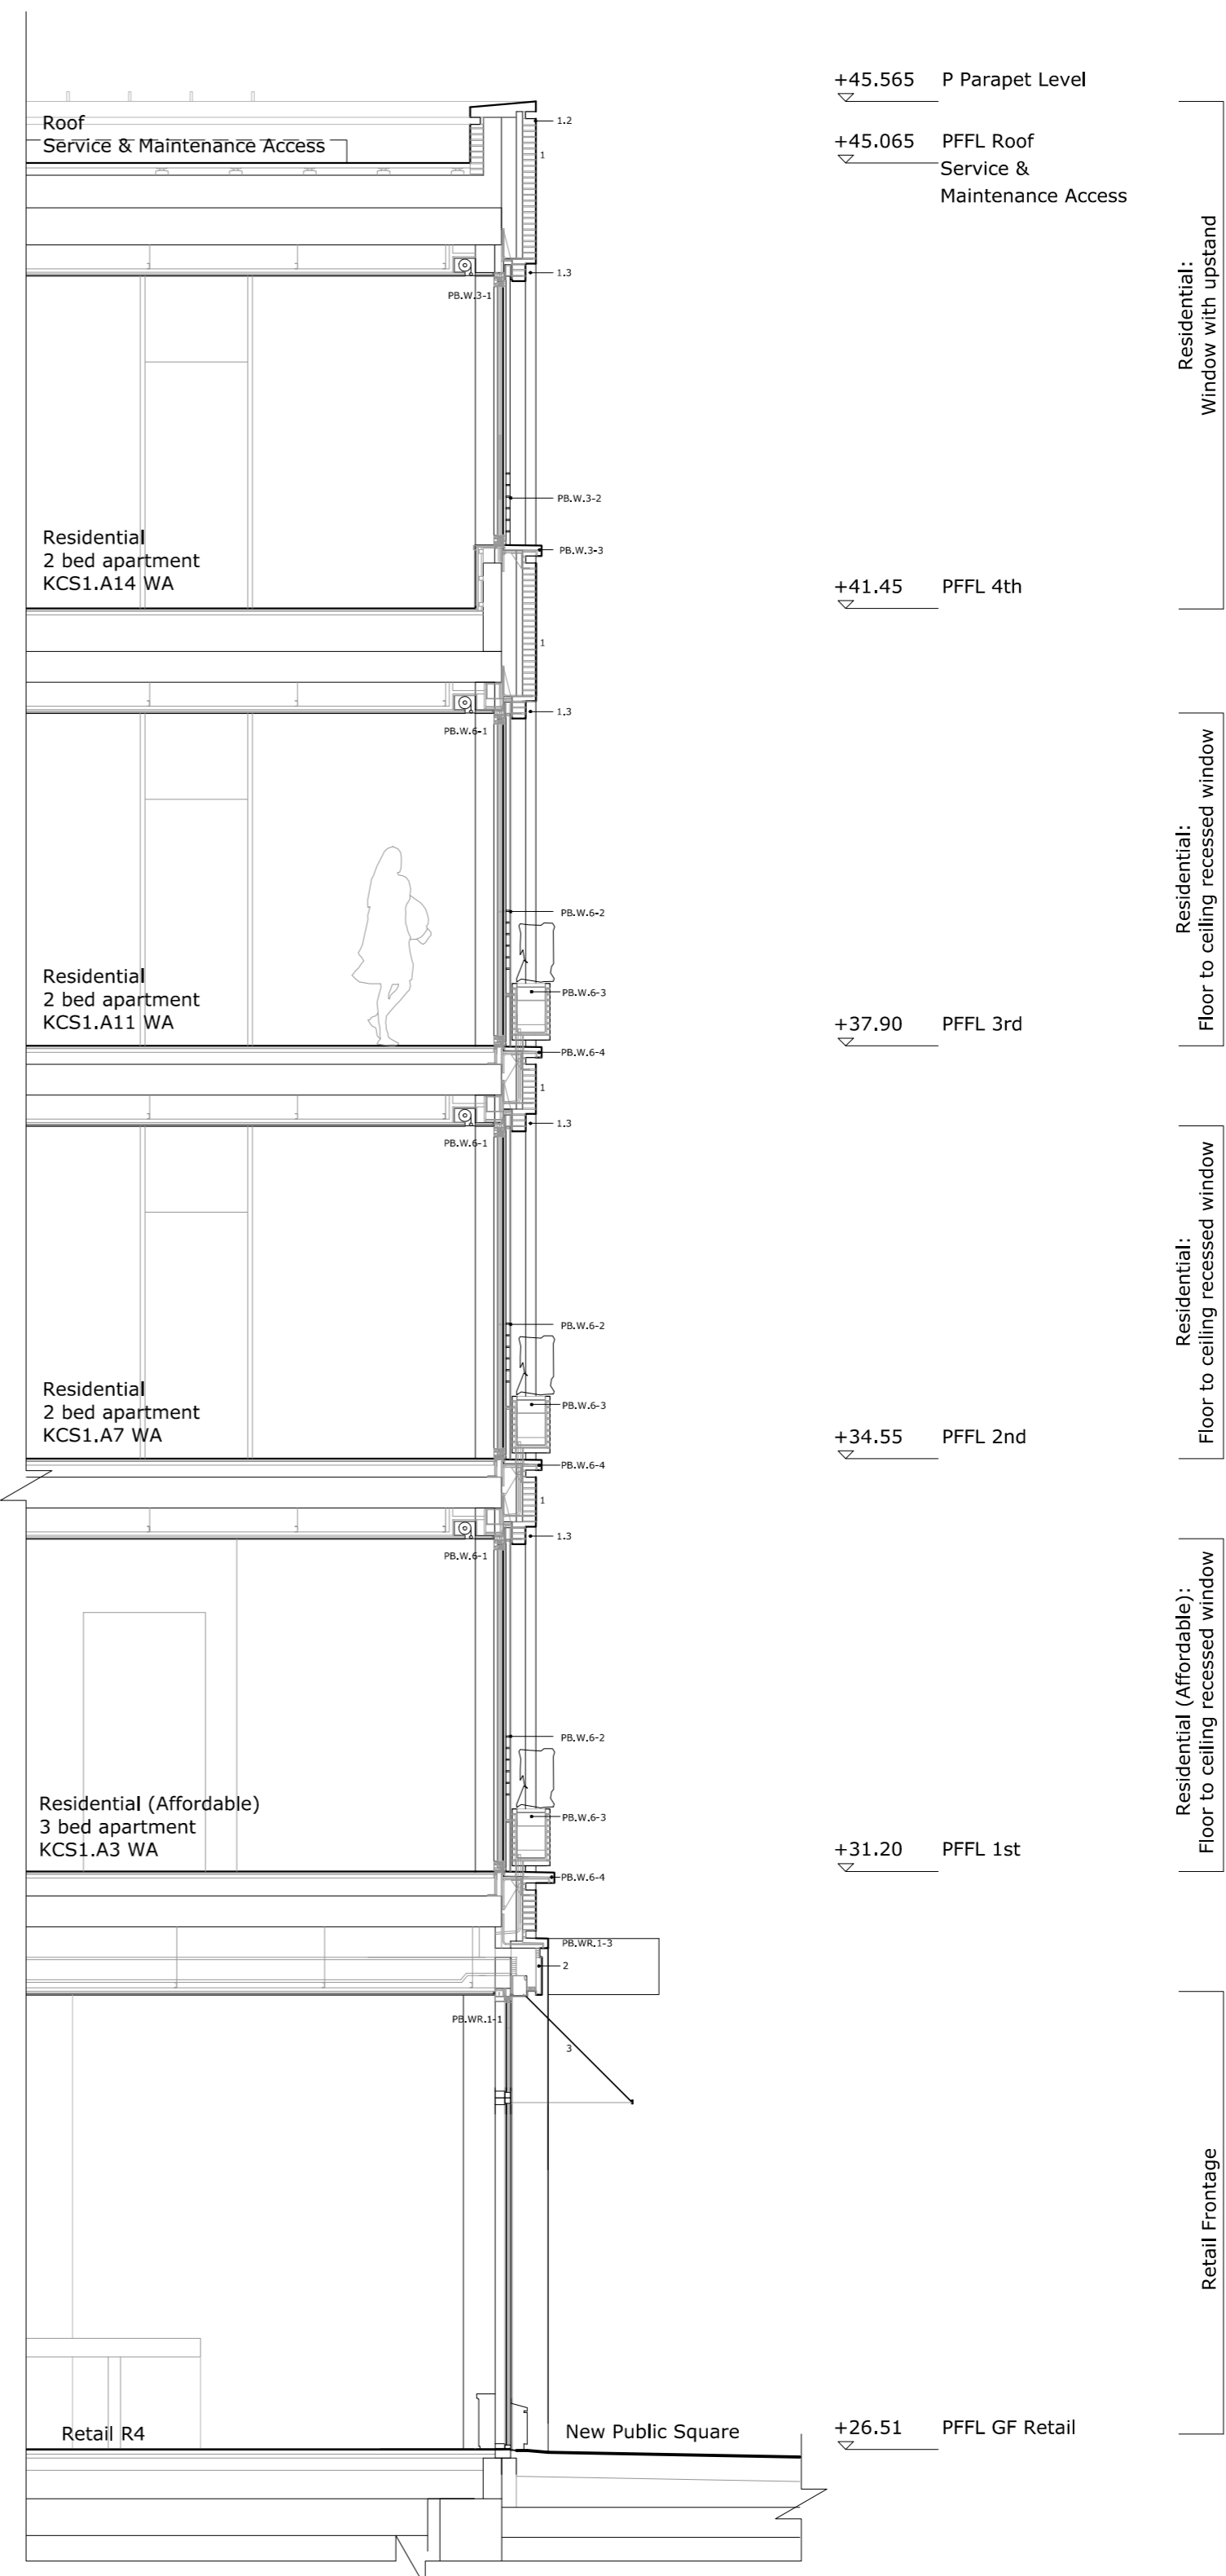 +45.565 P Parapet Level
Roof
Service & Maintenance Access
1.2
1
+45.065 PFFL Roof
Service &
Maintenance Access
1.3
PB.W.3-1
Residential:
Window with upstand
PB.W.3-2
Residential
2 bed apartment
KCS1.A14 WA
PB.W.3-3
+41.45 PFFL 4th
1
1.3
PB.W.6-1
Residential:
Floor to ceiling recessed window
PB.W.6-2
Residential
2 bed apartment
KCS1.A11 WA
PB.W.6-3
+37.90 PFFL 3rd
PB.W.6-4
1
1.3
PB.W.6-1
Residential:
Floor to ceiling recessed window
PB.W.6-2
Residential
2 bed apartment
KCS1.A7 WA
PB.W.6-3
+34.55 PFFL 2nd
PB.W.6-4
1
1.3
PB.W.6-1
Residential (Affordable):
Floor to ceiling recessed window
PB.W.6-2
Residential (Affordable)
3 bed apartment
KCS1.A3 WA
PB.W.6-3
+31.20 PFFL 1st
PB.W.6-4
PB.WR.1-3
2
PB.WR.1-1
3
Retail Frontage
Retail R4
New Public Square
+26.51 PFFL GF Retail